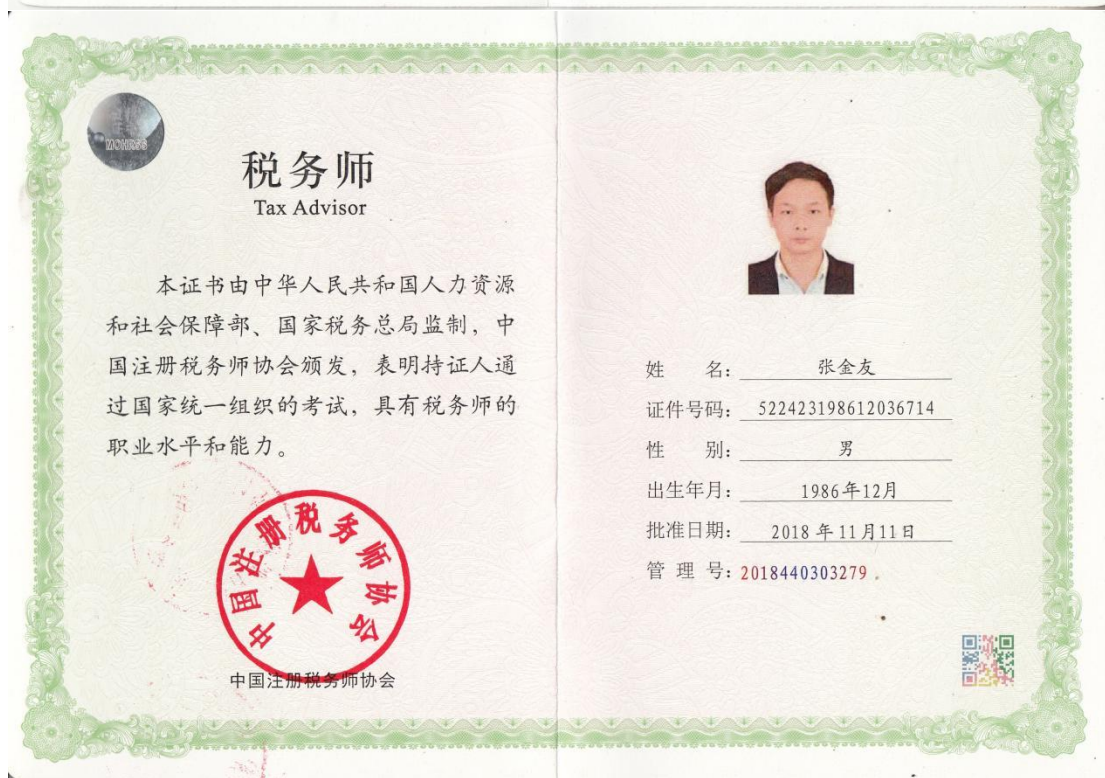 MOHRSS
税务师
Tax Advisor
本证书由中华人民共和国人力资源
和社会保障部、国家税务总局监制，中
国注册税务师协会颁发，表明持证人通
过国家统一组织的考试，具有税务师的
职业水平和能力。
中国注册税务师协会
中国注册税务师协会
姓 名：张金友
证件号码：522423198612036714
性 别：男
出生年月：1986年12月
批准日期：2018年11月11日
管 理 号：2018440303279